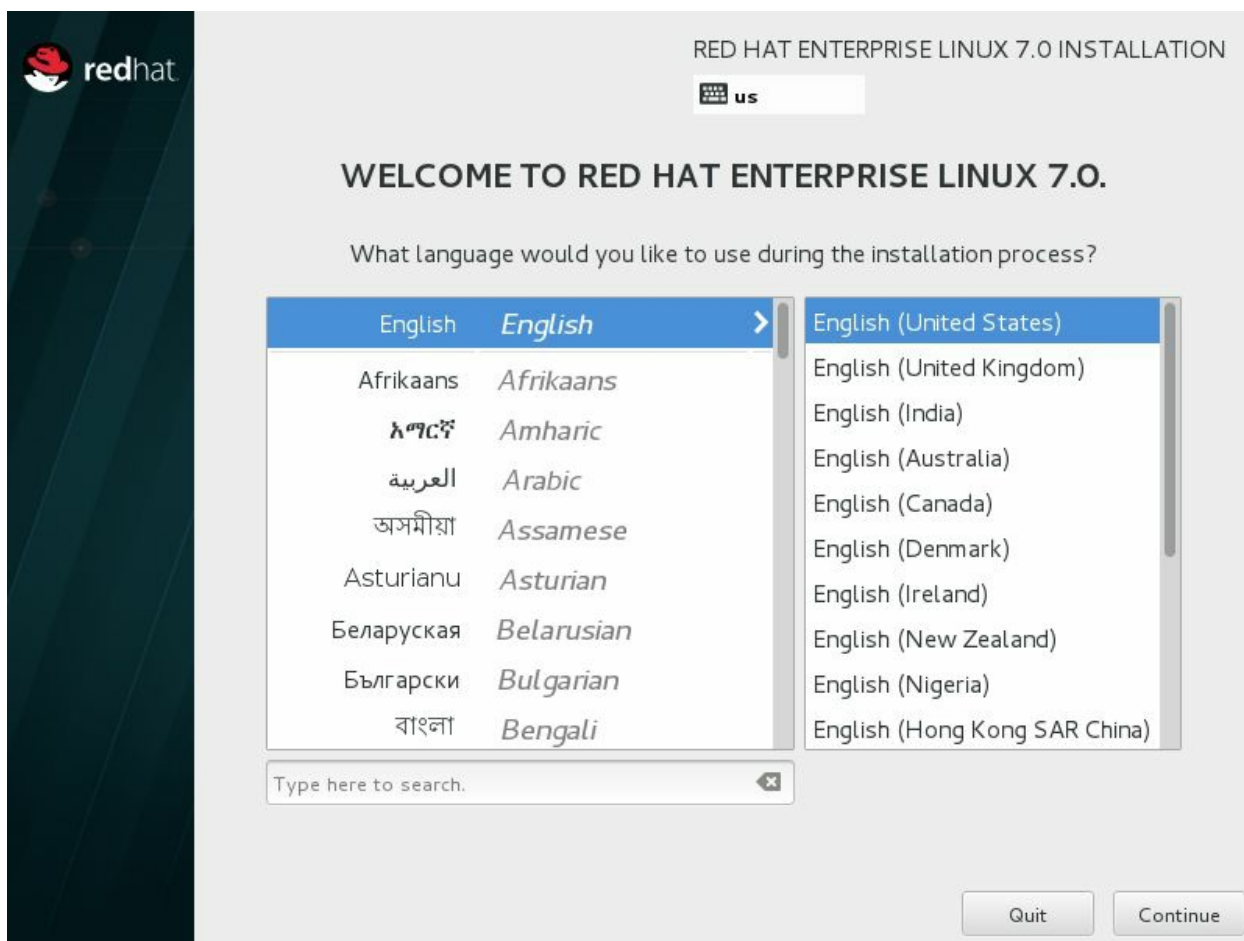 redhat
RED HAT ENTERPRISE LINUX 7.0 INSTALLATION
us
WELCOME TO RED HAT ENTERPRISE LINUX 7.0.
What language would you like to use during the installation process?
English English
Afrikaans Afrikaans
አማርኛ Amharic
العربية Arabic
অসমীয়া Assamese
Asturianu Asturian
Беларуская Belarusian
Български Bulgarian
বাংলা Bengali
English (United States)
English (United Kingdom)
English (India)
English (Australia)
English (Canada)
English (Denmark)
English (Ireland)
English (New Zealand)
English (Nigeria)
English (Hong Kong SAR China)
Type here to search.
Quit Continue